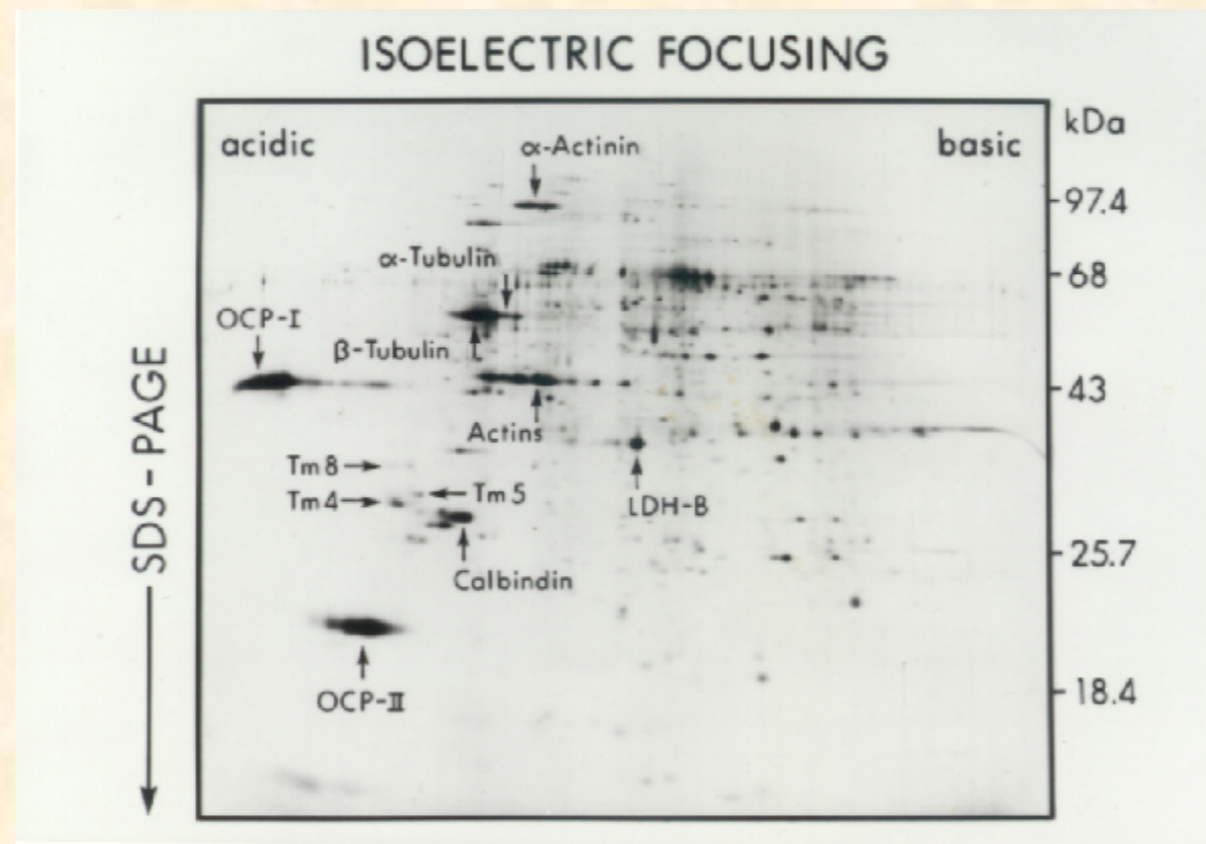 ISOELECTRIC FOCUSING
acidic
basic
kDa
α-Actinin
97.4
α-Tubulin
68
OCP-I
β-Tubulin
43
Actins
Tm 8
Tm 4
Tm 5
LDH-B
25.7
Calbindin
OCP-II
18.4
SDS-PAGE